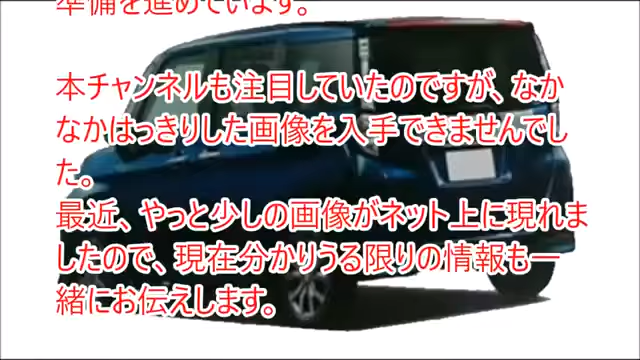 準備を進めています。
本チャンネルも注目していたのですが、なか
なかはっきりした画像を入手できませんでし
た。
最近、やっと少しの画像がネット上に現れま
したので、現在分かりうる限りの情報も一
緒にお伝えします。